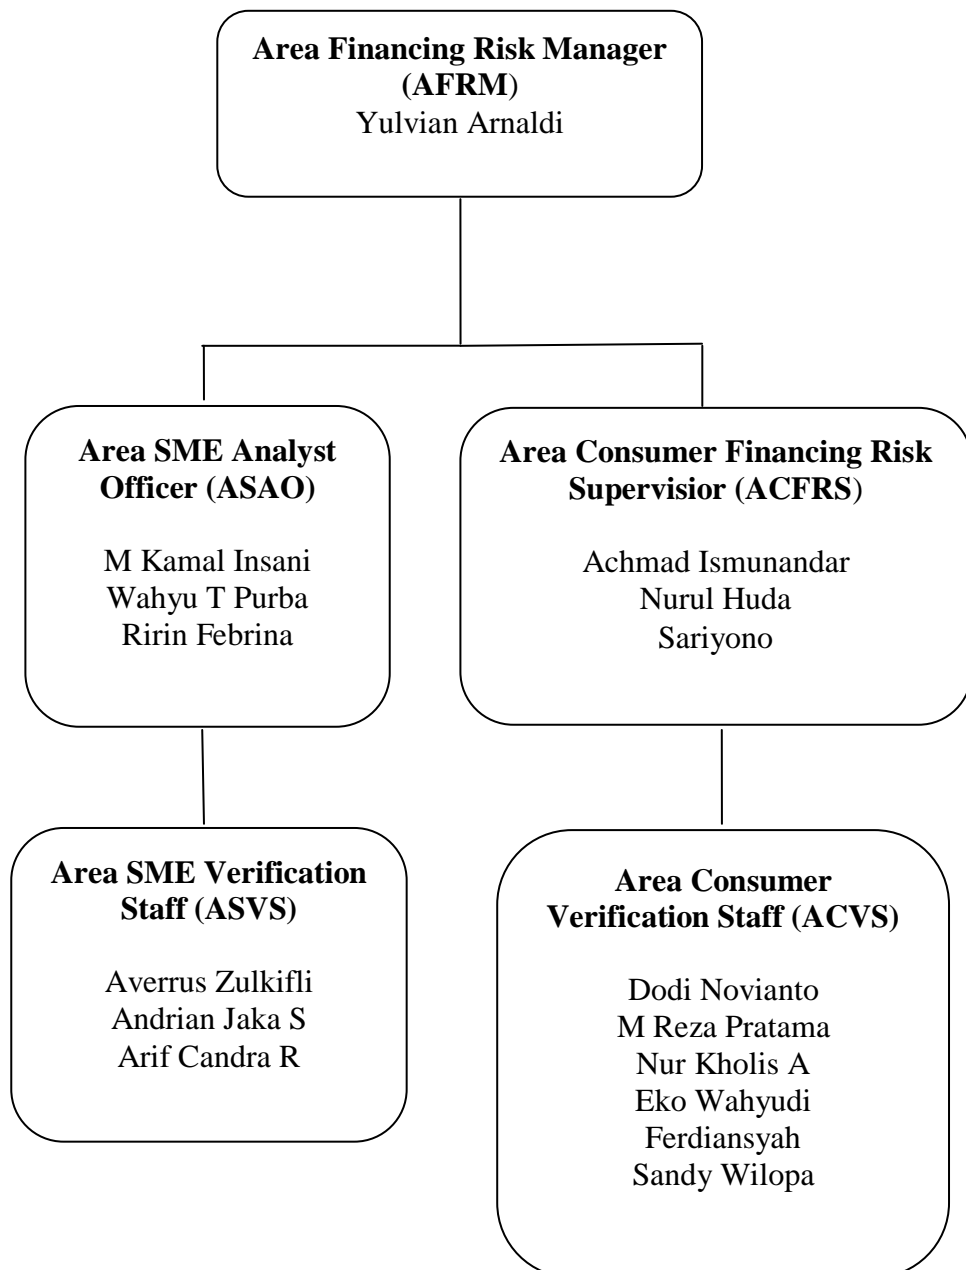 Area Financing Risk Manager
(AFRM)
Yulvian Arnaldi
Area SME Analyst
Officer (ASAO)
M Kamal Insani
Wahyu T Purba
Ririn Febrina
Area Consumer Financing Risk
Supervisior (ACFRS)
Achmad Ismunandar
Nurul Huda
Sariyono
Area SME Verification
Staff (ASVS)
Averrus Zulkifli
Andrian Jaka S
Arif Candra R
Area Consumer
Verification Staff (ACVS)
Dodi Novianto
M Reza Pratama
Nur Kholis A
Eko Wahyudi
Ferdiansyah
Sandy Wilopa